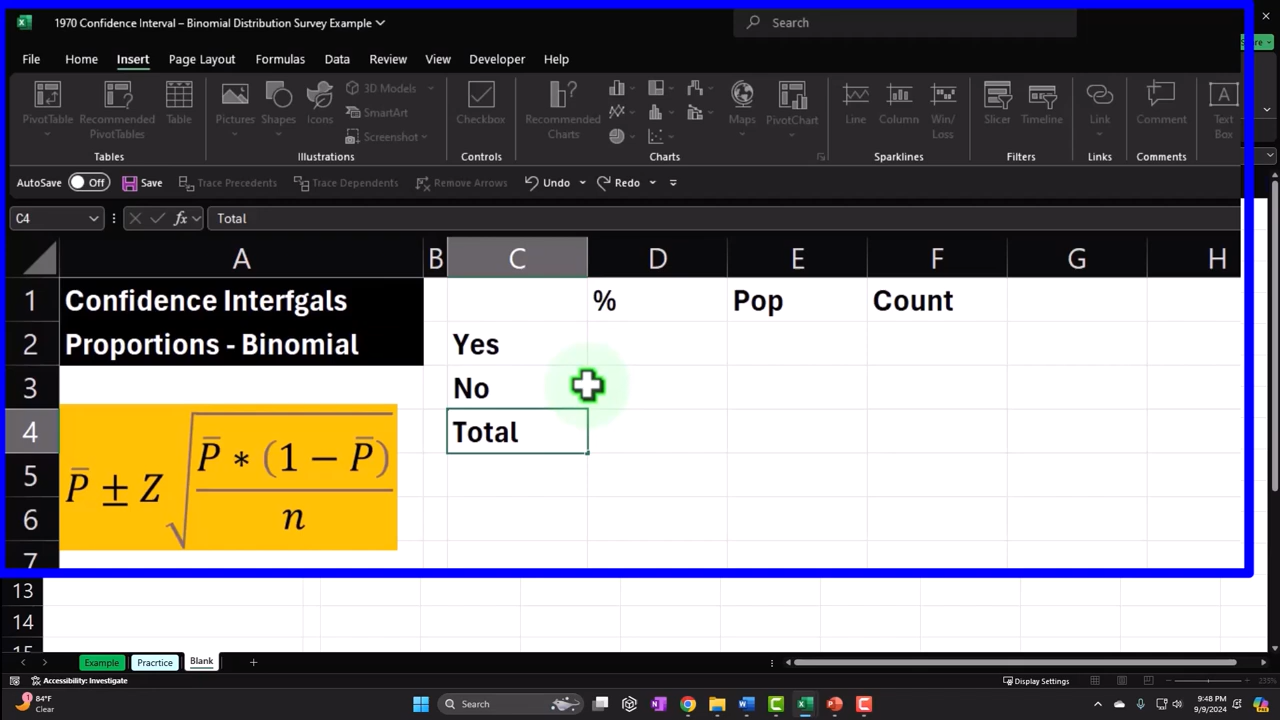 1970 Confidence Interval – Binomial Distribution Survey Example
Search
File Home Insert Page Layout Formulas Data Review View Developer Help
PivotTable
Recommended
PivotTables
Table
Pictures
Shapes
Icons
3D Models
SmartArt
Screenshot
Checkbox
Recommended
Charts
Maps
PivotChart
Line
Column
Win/
Loss
Slicer
Timeline
Link
Comment
Text
Box
Tables Illustrations Controls Charts Sparklines Filters Links Comments
AutoSave Off Save Trace Precedents Trace Dependents Remove Arrows Undo Redo
C4 fx Total
A B C D E F G H
1 Confidence Interfgals % Pop Count
2 Proportions - Binomial Yes
3 No
4 Total
5
6
7
P̅ ± Z √(P̅ * (1 − P̅) / n)
13
14
15
Example Practice Blank
Accessibility: Investigate
Display Settings
235%
84°F
Clear
Search
9:48 PM
9/9/2024